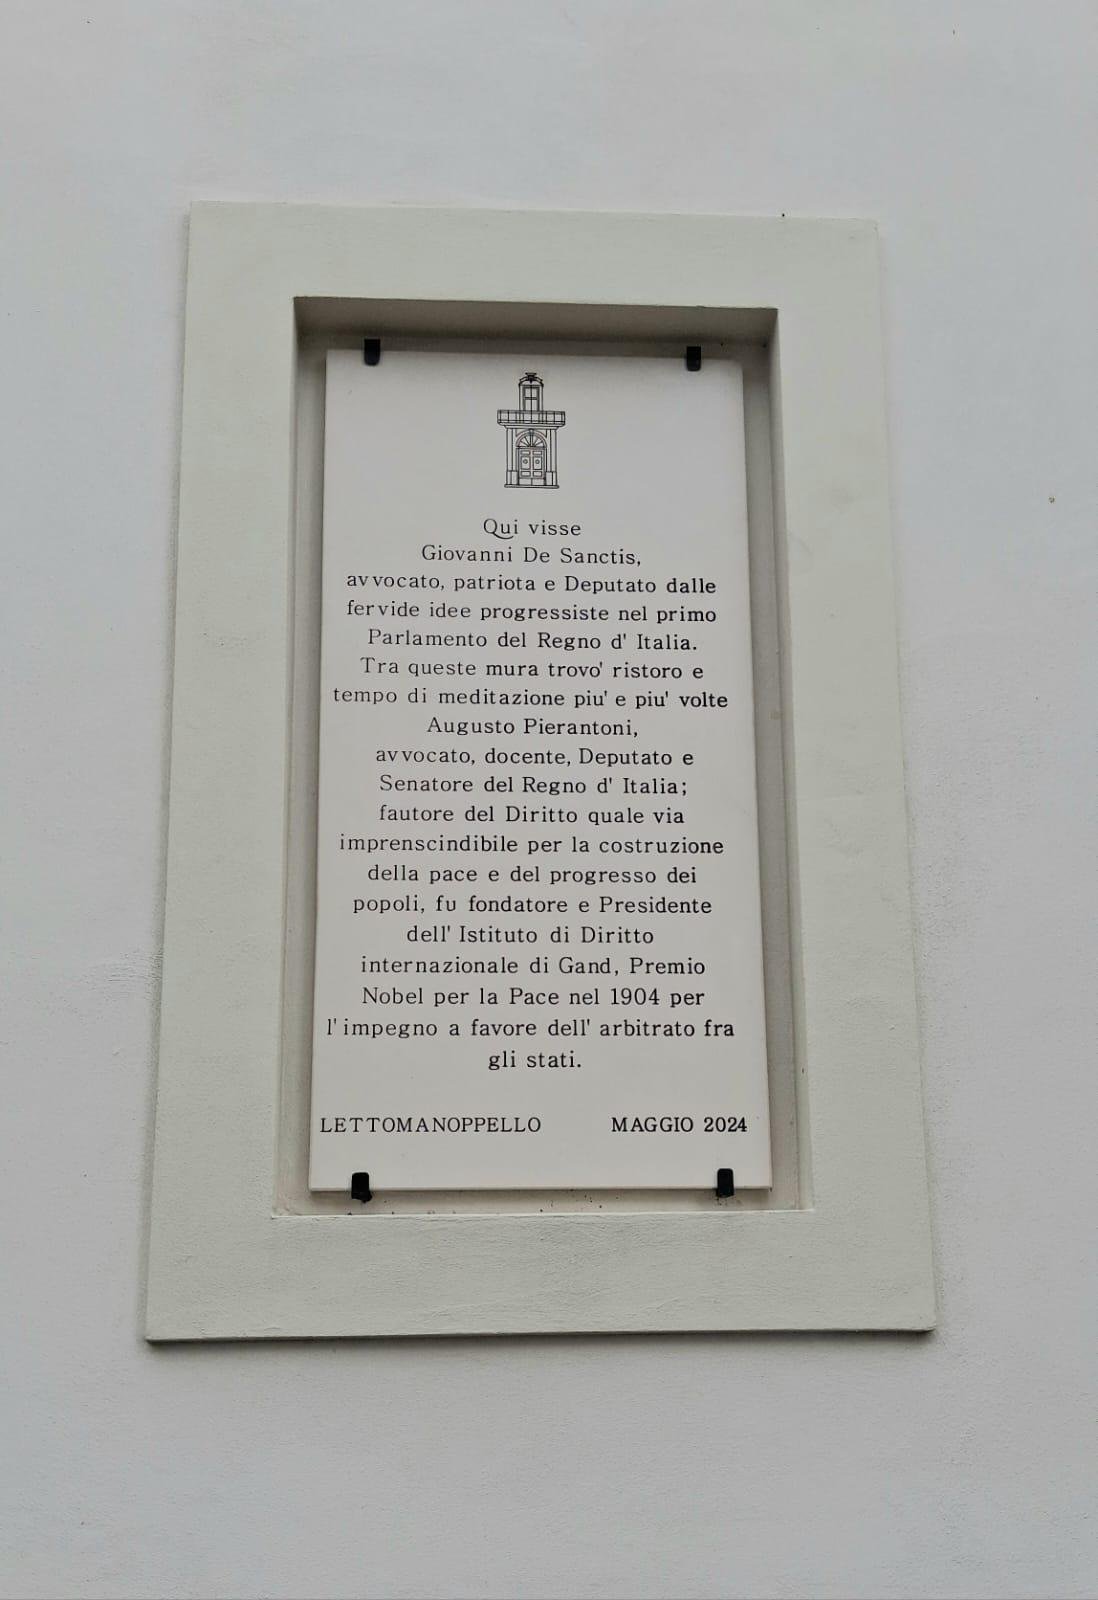 Qui visse
Giovanni De Sanctis,
avvocato, patriota e Deputato dalle
fervide idee progressiste nel primo
Parlamento del Regno d' Italia.
Tra queste mura trovo' ristoro e
tempo di meditazione piu' e piu' volte
Augusto Pierantoni,
avvocato, docente, Deputato e
Senatore del Regno d' Italia;
fautore del Diritto quale via
imprenscindibile per la costruzione
della pace e del progresso dei
popoli, fu fondatore e Presidente
dell' Istituto di Diritto
internazionale di Gand, Premio
Nobel per la Pace nel 1904 per
l' impegno a favore dell' arbitrato fra
gli stati.
LETTOMANOPPELLO MAGGIO 2024